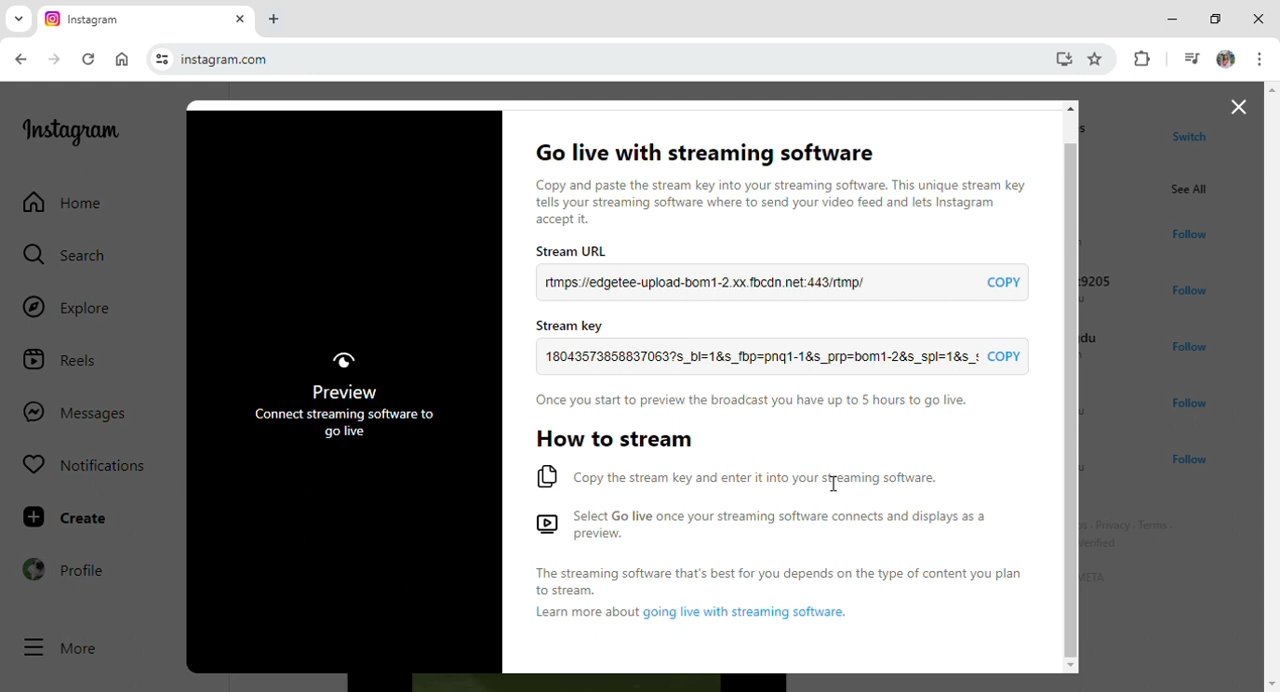 Instagram
instagram.com
Instagram
Home
Search
Explore
Reels
Messages
Notifications
Create
Profile
More
Preview
Connect streaming software to
go live
Go live with streaming software
Copy and paste the stream key into your streaming software. This unique stream key
tells your streaming software where to send your video feed and lets Instagram
accept it.
Stream URL
rtmps://edgetee-upload-bom1-2.xx.fbcdn.net:443/rtmp/
COPY
Stream key
18043573858837063?s_bl=1&s_fbp=pnq1-1&s_prp=bom1-2&s_spl=1&s_s
COPY
Once you start to preview the broadcast you have up to 5 hours to go live.
How to stream
Copy the stream key and enter it into your streaming software.
Select Go live once your streaming software connects and displays as a
preview.
The streaming software that's best for you depends on the type of content you plan
to stream.
Learn more about going live with streaming software.
Switch
See All
Follow
9205
Follow
du
Follow
Follow
Follow
Privacy · Terms ·
Verified
META